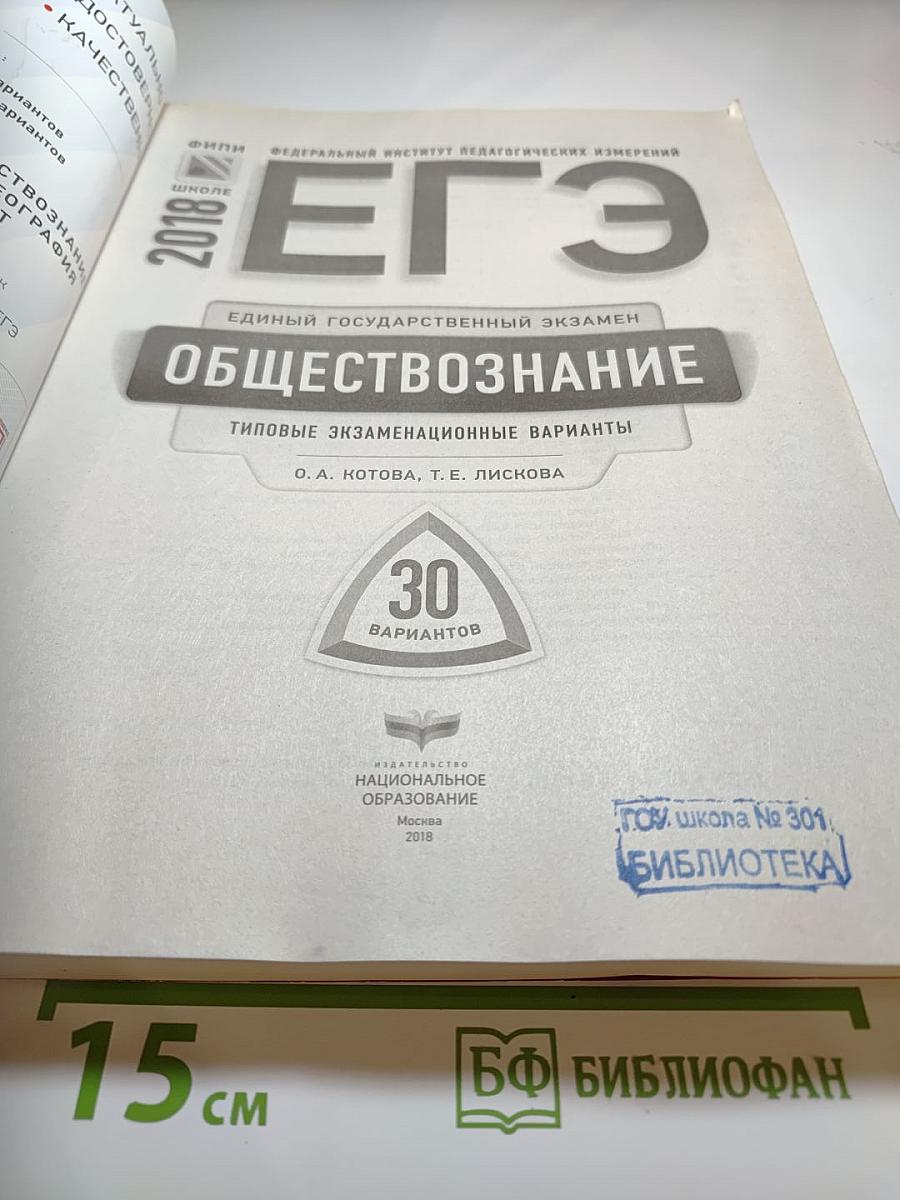 ФИПИ
ШКОЛЕ
2018
ФЕДЕРАЛЬНЫЙ ИНСТИТУТ ПЕДАГОГИЧЕСКИХ ИЗМЕРЕНИЙ
ЕГЭ
ЕДИНЫЙ ГОСУДАРСТВЕННЫЙ ЭКЗАМЕН
ОБЩЕСТВОЗНАНИЕ
ТИПОВЫЕ ЭКЗАМЕНАЦИОННЫЕ ВАРИАНТЫ
О. А. КОТОВА, Т. Е. ЛИСКОВА
30
ВАРИАНТОВ
ИЗДАТЕЛЬСТВО
НАЦИОНАЛЬНОЕ
ОБРАЗОВАНИЕ
Москва
2018
ГОУ школа № 301
БИБЛИОТЕКА
15 см
БФ БИБЛИОФАН